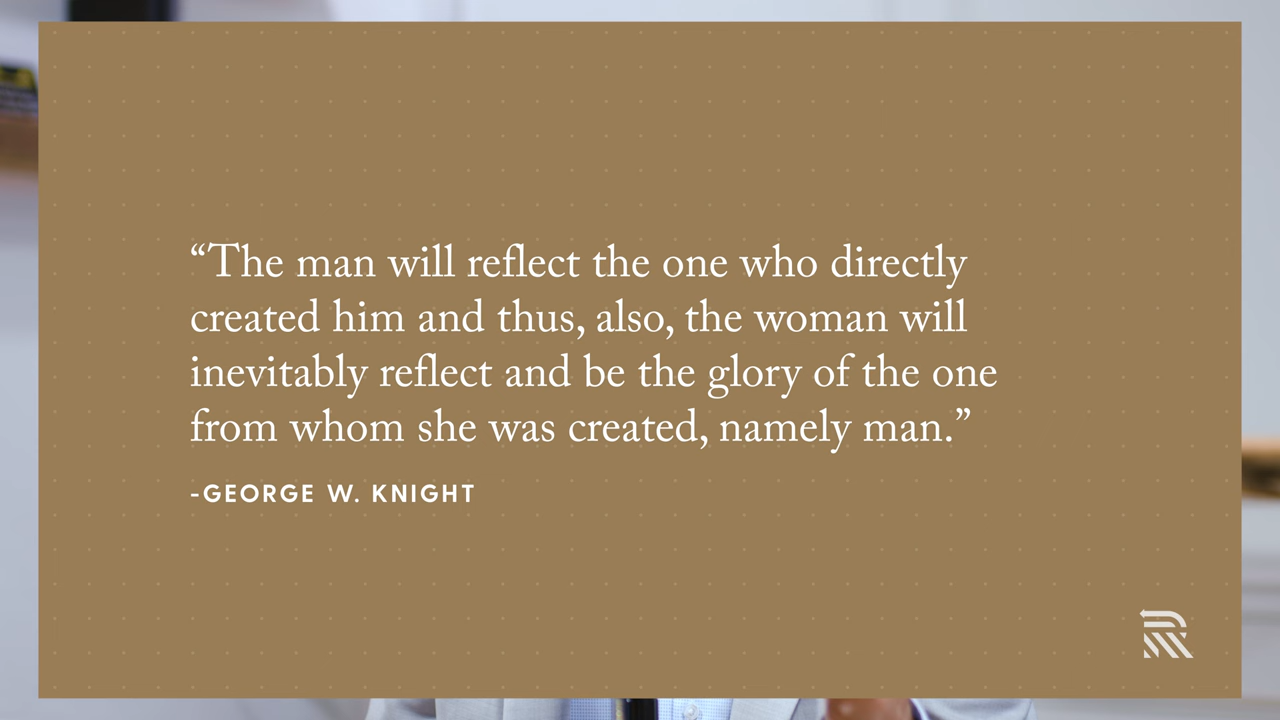 “The man will reflect the one who directly
created him and thus, also, the woman will
inevitably reflect and be the glory of the one
from whom she was created, namely man.”
-GEORGE W. KNIGHT